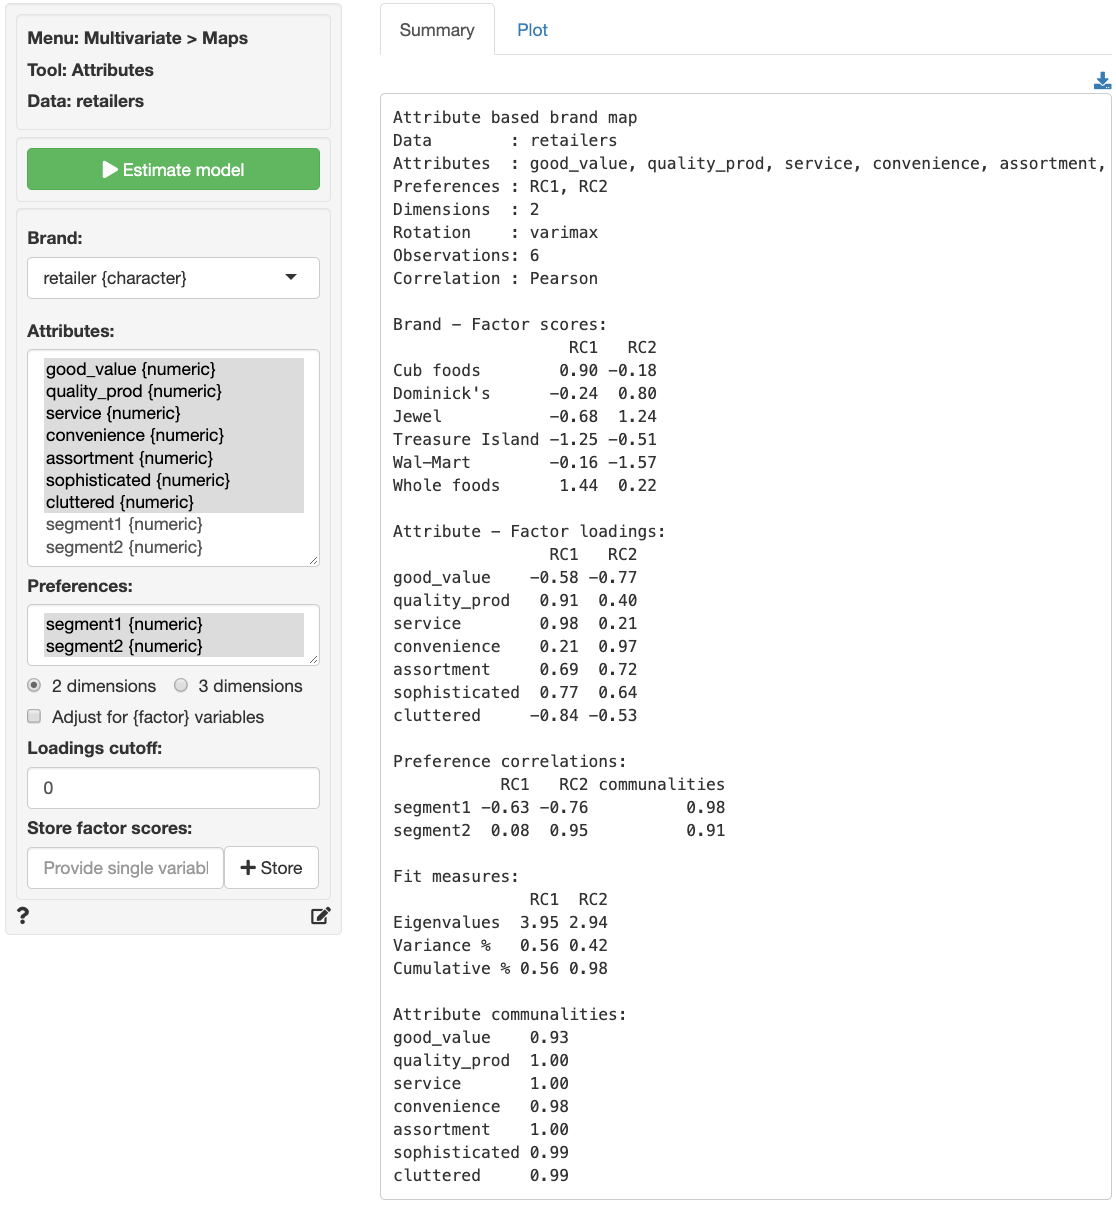 Menu: Multivariate > Maps
Tool: Attributes
Data: retailers
Estimate model
Brand:
retailer {character}
Attributes:
good_value {numeric}
quality_prod {numeric}
service {numeric}
convenience {numeric}
assortment {numeric}
sophisticated {numeric}
cluttered {numeric}
segment1 {numeric}
segment2 {numeric}
Preferences:
segment1 {numeric}
segment2 {numeric}
2 dimensions 3 dimensions
Adjust for {factor} variables
Loadings cutoff:
0
Store factor scores:
Provide single variabl + Store
?
Summary Plot
Attribute based brand map
Data        : retailers
Attributes  : good_value, quality_prod, service, convenience, assortment,
Preferences : RC1, RC2
Dimensions  : 2
Rotation    : varimax
Observations: 6
Correlation : Pearson
Brand - Factor scores:
                  RC1   RC2
Cub foods        0.90 -0.18
Dominick's      -0.24  0.80
Jewel           -0.68  1.24
Treasure Island -1.25 -0.51
Wal-Mart        -0.16 -1.57
Whole foods      1.44  0.22
Attribute - Factor loadings:
                RC1   RC2
good_value    -0.58 -0.77
quality_prod   0.91  0.40
service        0.98  0.21
convenience    0.21  0.97
assortment     0.69  0.72
sophisticated  0.77  0.64
cluttered     -0.84 -0.53
Preference correlations:
           RC1   RC2 communalities
segment1 -0.63 -0.76          0.98
segment2  0.08  0.95          0.91
Fit measures:
              RC1  RC2
Eigenvalues  3.95 2.94
Variance %   0.56 0.42
Cumulative % 0.56 0.98
Attribute communalities:
good_value    0.93
quality_prod  1.00
service       1.00
convenience   0.98
assortment    1.00
sophisticated 0.99
cluttered     0.99